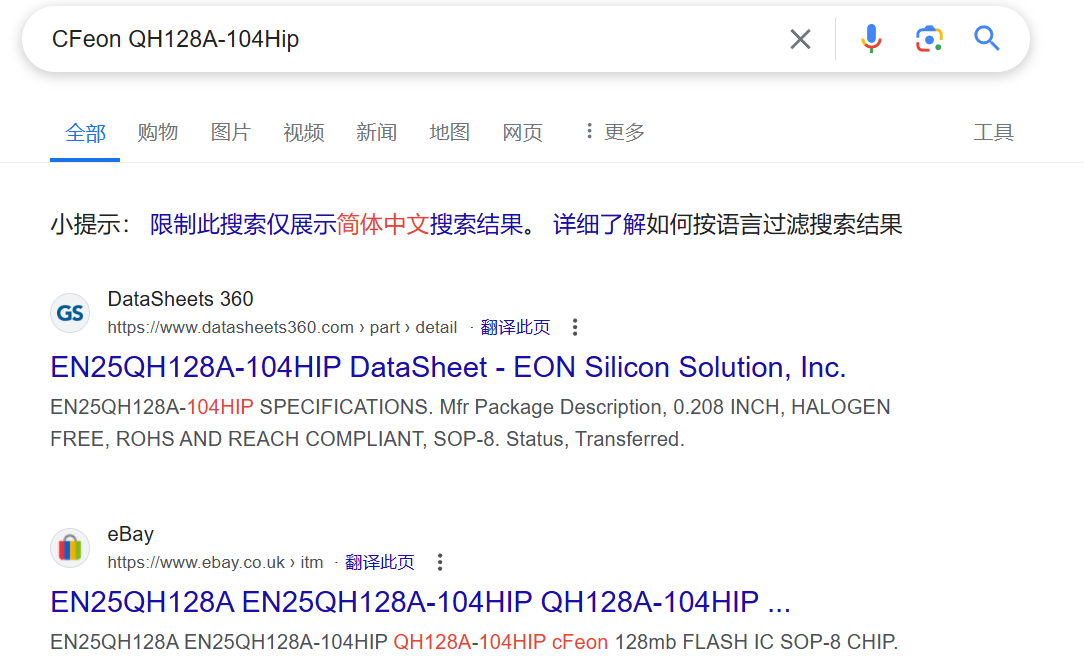 CFeon QH128A-104Hip
全部 购物 图片 视频 新闻 地图 网页 更多 工具
小提示： 限制此搜索仅展示简体中文搜索结果。 详细了解如何按语言过滤搜索结果
GS
DataSheets 360
https://www.datasheets360.com › part › detail · 翻译此页
EN25QH128A-104HIP DataSheet - EON Silicon Solution, Inc.
EN25QH128A-104HIP SPECIFICATIONS. Mfr Package Description, 0.208 INCH, HALOGEN
FREE, ROHS AND REACH COMPLIANT, SOP-8. Status, Transferred.
eBay
https://www.ebay.co.uk › itm · 翻译此页
EN25QH128A EN25QH128A-104HIP QH128A-104HIP ...
EN25QH128A EN25QH128A-104HIP QH128A-104HIP cFeon 128mb FLASH IC SOP-8 CHIP.